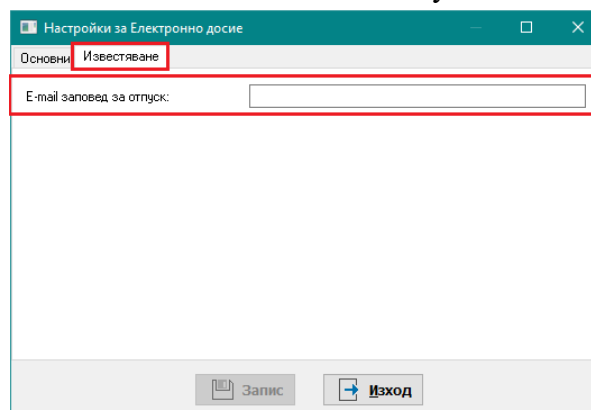 Настройки за Електронно досие
Основни Известяване
E-mail заповед за отпуск:
Запис Изход